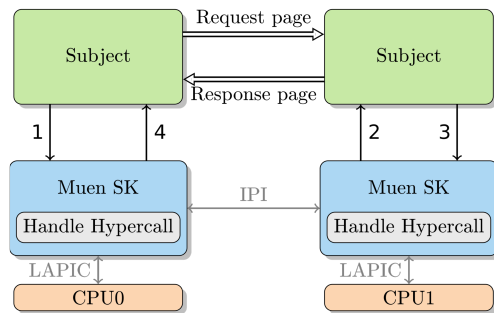 Request page
Subject
Subject
Response page
1
4
2
3
Muen SK
Muen SK
IPI
Handle Hypercall
Handle Hypercall
LAPIC
LAPIC
CPU0
CPU1